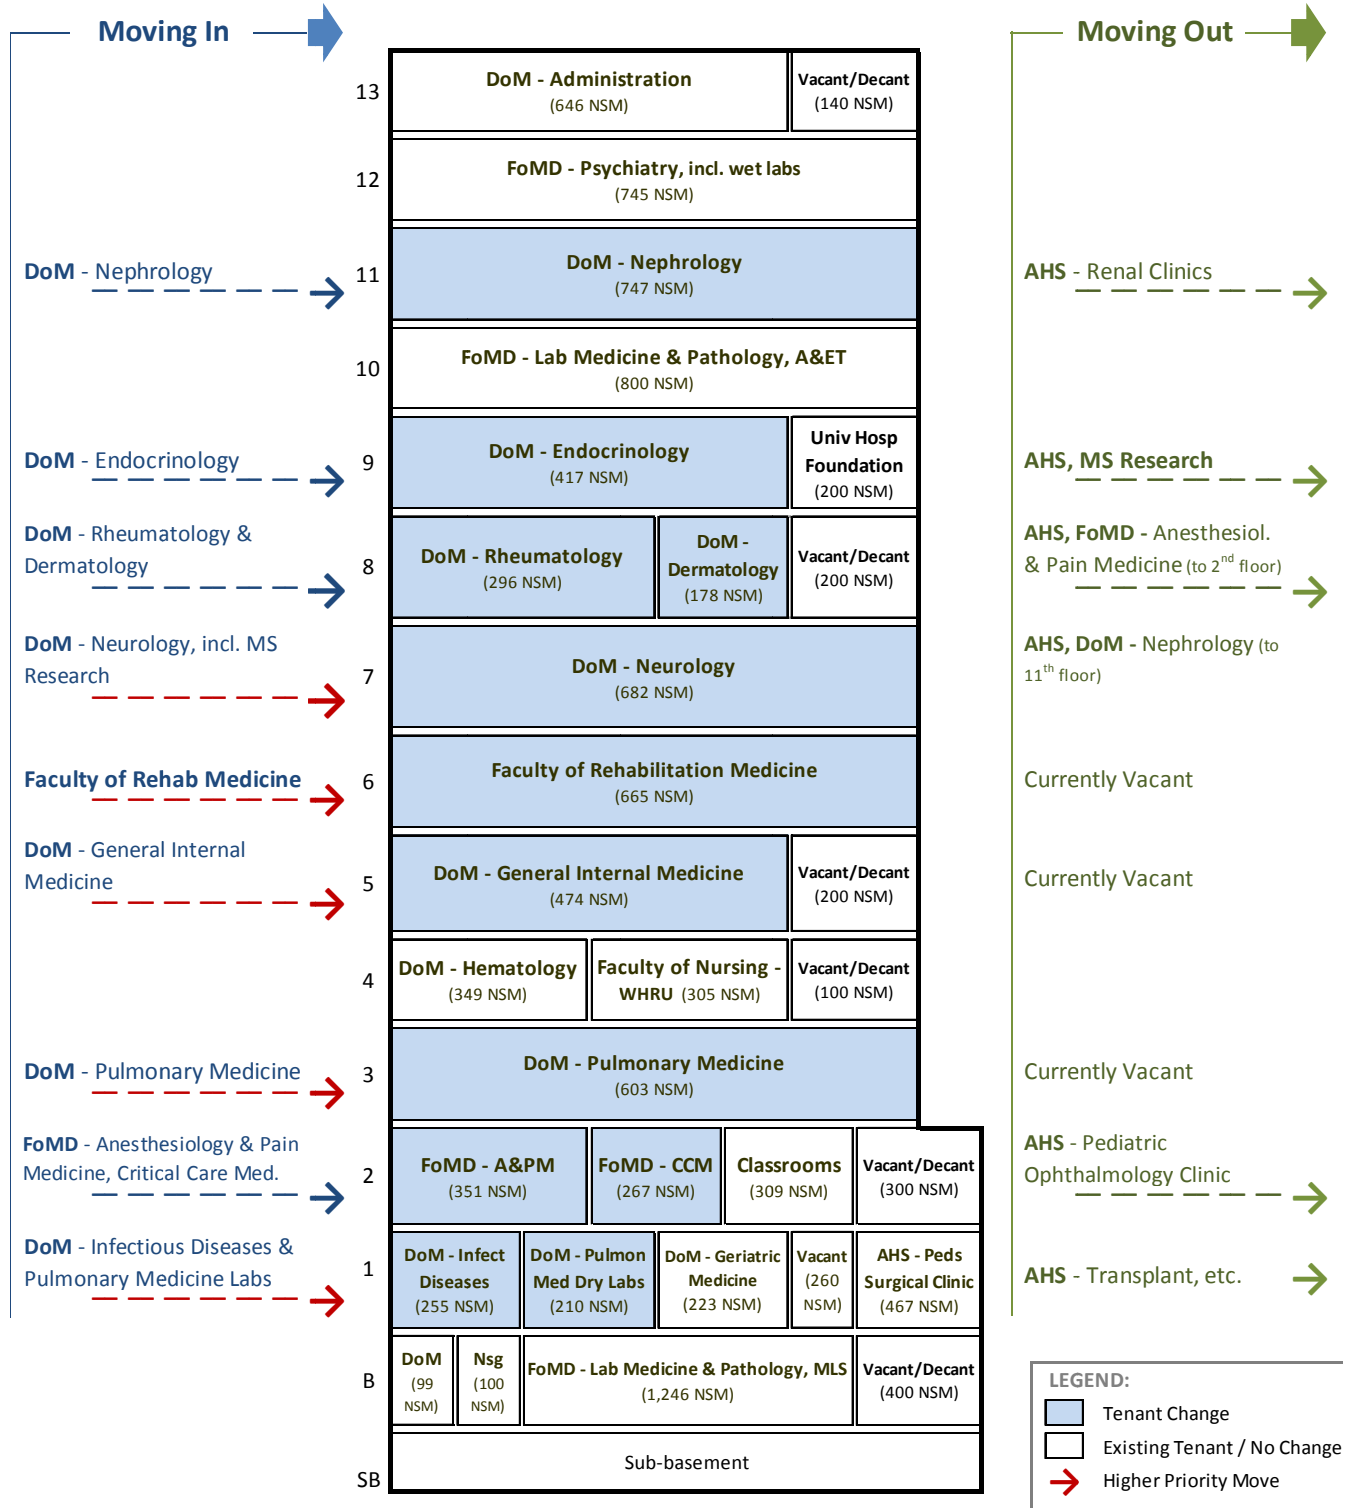 Moving In
Moving Out
13
DoM - Administration
(646 NSM)
Vacant/Decant
(140 NSM)
12
FoMD - Psychiatry, incl. wet labs
(745 NSM)
DoM - Nephrology
11
DoM - Nephrology
(747 NSM)
AHS - Renal Clinics
10
FoMD - Lab Medicine & Pathology, A&ET
(800 NSM)
DoM - Endocrinology
9
DoM - Endocrinology
(417 NSM)
Univ Hosp
Foundation
(200 NSM)
AHS, MS Research
DoM - Rheumatology &
Dermatology
8
DoM - Rheumatology
(296 NSM)
DoM -
Dermatology
(178 NSM)
Vacant/Decant
(200 NSM)
AHS, FoMD - Anesthesiol.
& Pain Medicine (to 2nd floor)
DoM - Neurology, incl. MS
Research
7
DoM - Neurology
(682 NSM)
AHS, DoM - Nephrology (to
11th floor)
Faculty of Rehab Medicine
6
Faculty of Rehabilitation Medicine
(665 NSM)
Currently Vacant
DoM - General Internal
Medicine
5
DoM - General Internal Medicine
(474 NSM)
Vacant/Decant
(200 NSM)
Currently Vacant
4
DoM - Hematology
(349 NSM)
Faculty of Nursing -
WHRU (305 NSM)
Vacant/Decant
(100 NSM)
DoM - Pulmonary Medicine
3
DoM - Pulmonary Medicine
(603 NSM)
Currently Vacant
FoMD - Anesthesiology & Pain
Medicine, Critical Care Med.
2
FoMD - A&PM
(351 NSM)
FoMD - CCM
(267 NSM)
Classrooms
(309 NSM)
Vacant/Decant
(300 NSM)
AHS - Pediatric
Ophthalmology Clinic
DoM - Infectious Diseases &
Pulmonary Medicine Labs
1
DoM - Infect
Diseases
(255 NSM)
DoM - Pulmon
Med Dry Labs
(210 NSM)
DoM - Geriatric
Medicine
(223 NSM)
Vacant
(260
NSM)
AHS - Peds
Surgical Clinic
(467 NSM)
AHS - Transplant, etc.
B
DoM
(99
NSM)
Nsg
(100
NSM)
FoMD - Lab Medicine & Pathology, MLS
(1,246 NSM)
Vacant/Decant
(400 NSM)
SB
Sub-basement
LEGEND:
Tenant Change
Existing Tenant / No Change
Higher Priority Move